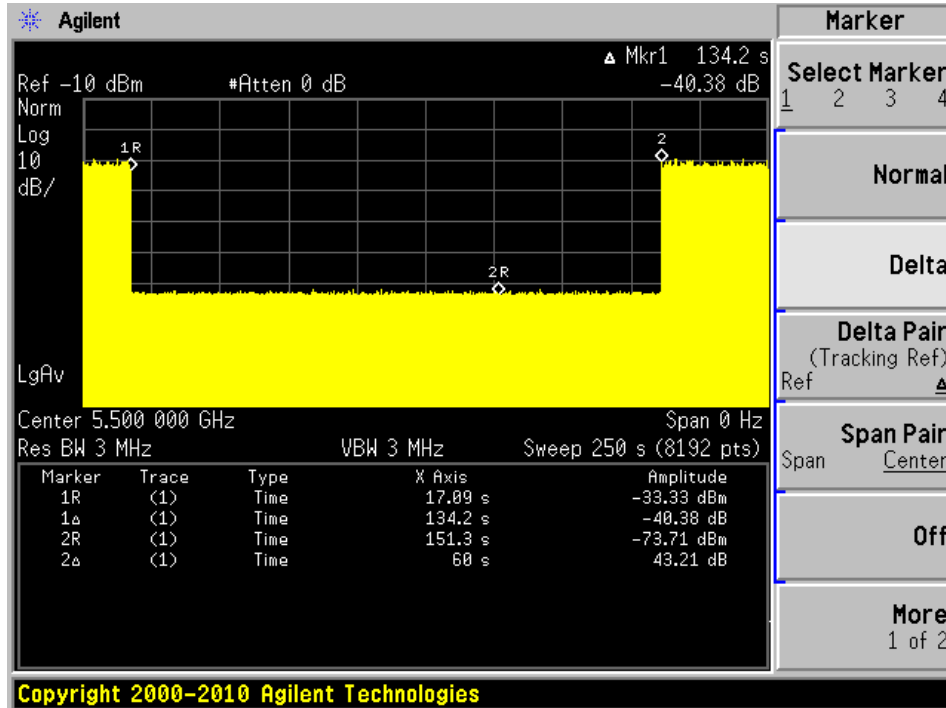 Agilent
Marker
Δ Mkr1 134.2 s
Ref -10 dBm #Atten 0 dB -40.38 dB
Norm
Log
10
dB/
1R
2
2R
LgAv
Center 5.500 000 GHz Span 0 Hz
Res BW 3 MHz VBW 3 MHz Sweep 250 s (8192 pts)
Marker Trace Type X Axis Amplitude
1R (1) Time 17.09 s -33.33 dBm
1Δ (1) Time 134.2 s -40.38 dB
2R (1) Time 151.3 s -73.71 dBm
2Δ (1) Time 60 s 43.21 dB
Select Marker
1 2 3 4
Normal
Delta
Delta Pair
(Tracking Ref)
Ref Δ
Span Pair
Span Center
Off
More
1 of 2
Copyright 2000-2010 Agilent Technologies